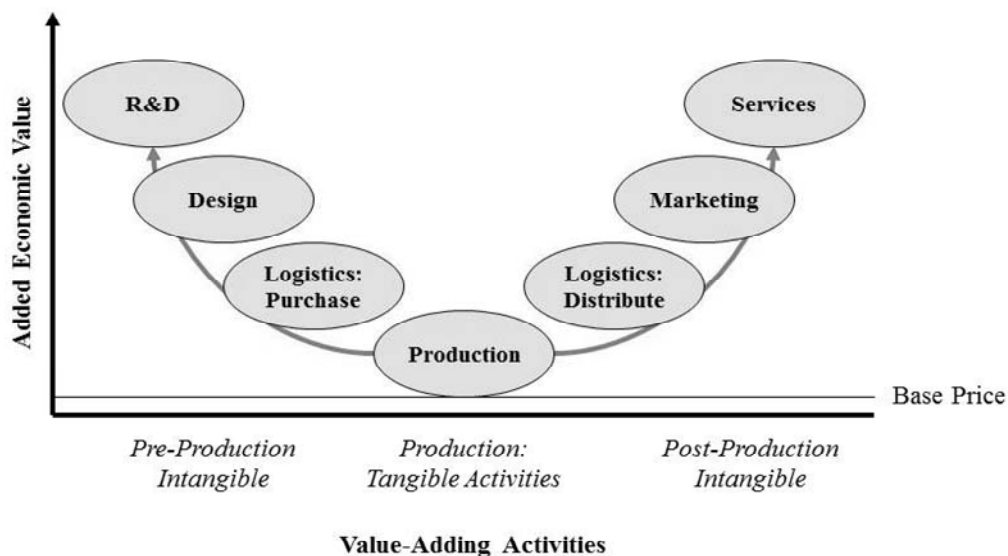 Added Economic Value
R&D
Services
Design
Marketing
Logistics:
Purchase
Logistics:
Distribute
Production
Base Price
Pre-Production
Intangible
Production:
Tangible Activities
Post-Production
Intangible
Value-Adding Activities